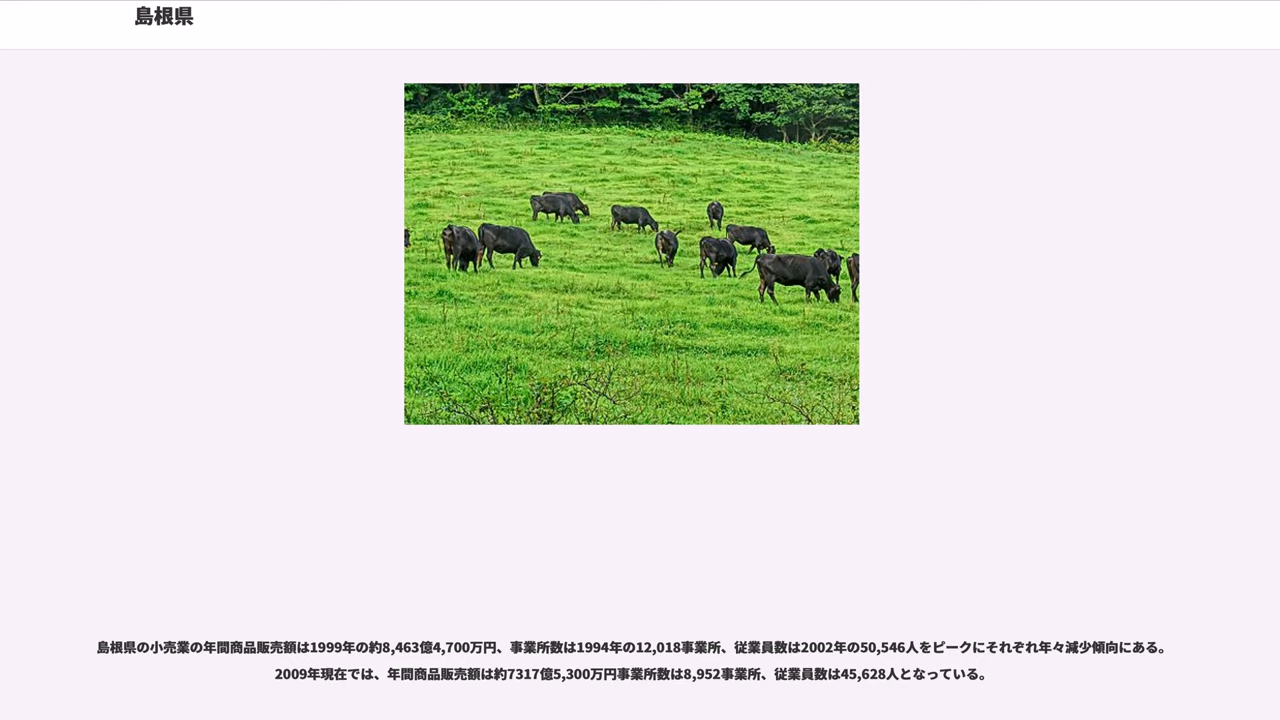 島根県
島根県の小売業の年間商品販売額は1999年の約8,463億4,700万円、事業所数は1994年の12,018事業所、従業員数は2002年の50,546人をピークにそれぞれ年々減少傾向にある。
2009年現在では、年間商品販売額は約7317億5,300万円事業所数は8,952事業所、従業員数は45,628人となっている。